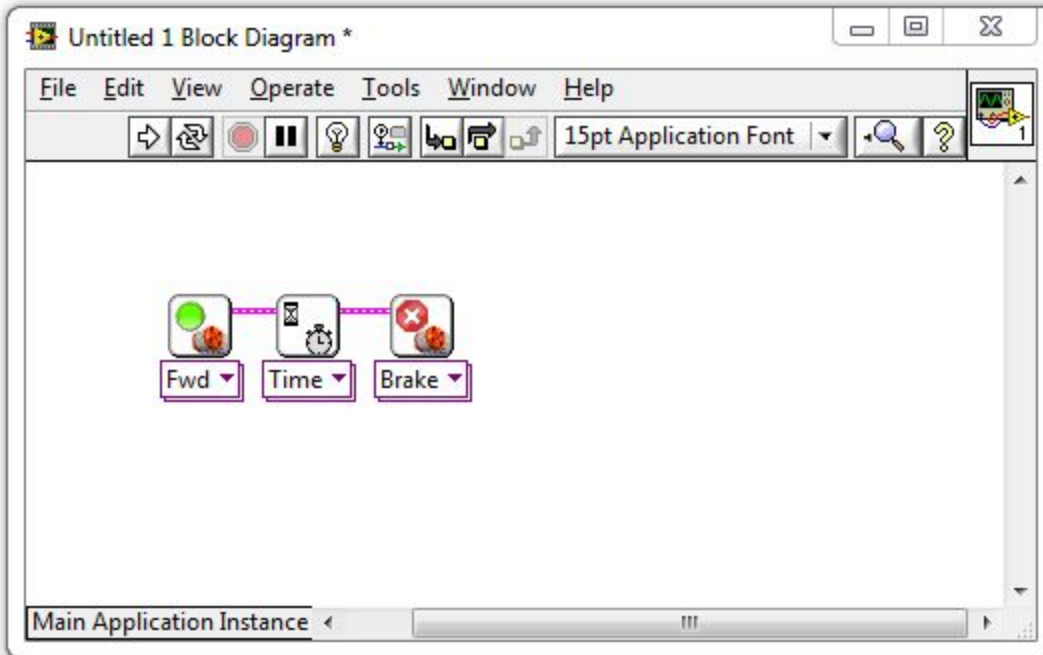 Untitled 1 Block Diagram *
File Edit View Operate Tools Window Help
15pt Application Font
1
Fwd Time Brake
Main Application Instance